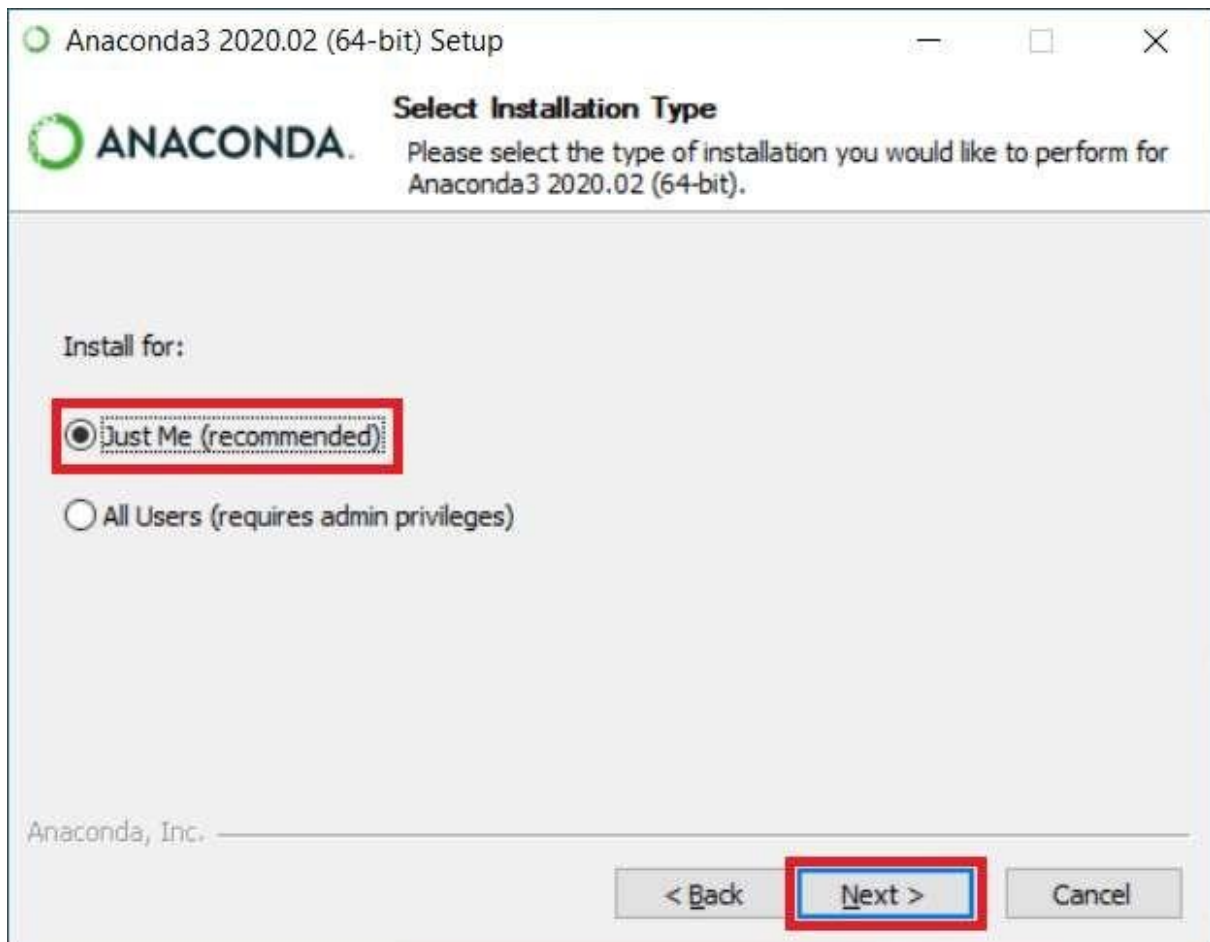 Anaconda3 2020.02 (64-bit) Setup
ANACONDA.
Select Installation Type
Please select the type of installation you would like to perform for
Anaconda3 2020.02 (64-bit).
Install for:
Just Me (recommended)
All Users (requires admin privileges)
Anaconda, Inc.
< Back
Next >
Cancel